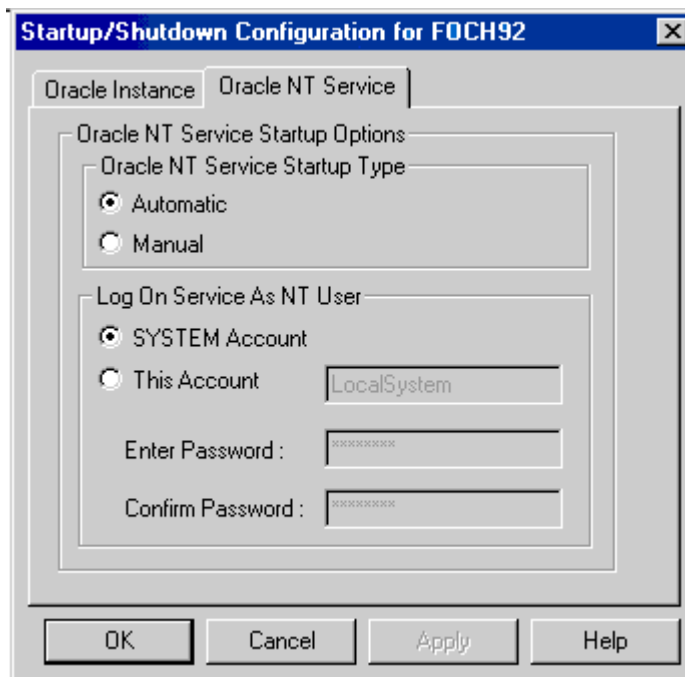 Startup/Shutdown Configuration for FOCH92
Oracle Instance
Oracle NT Service
Oracle NT Service Startup Options
Oracle NT Service Startup Type
Automatic
Manual
Log On Service As NT User
SYSTEM Account
This Account
LocalSystem
Enter Password :
********
Confirm Password :
********
OK
Cancel
Apply
Help